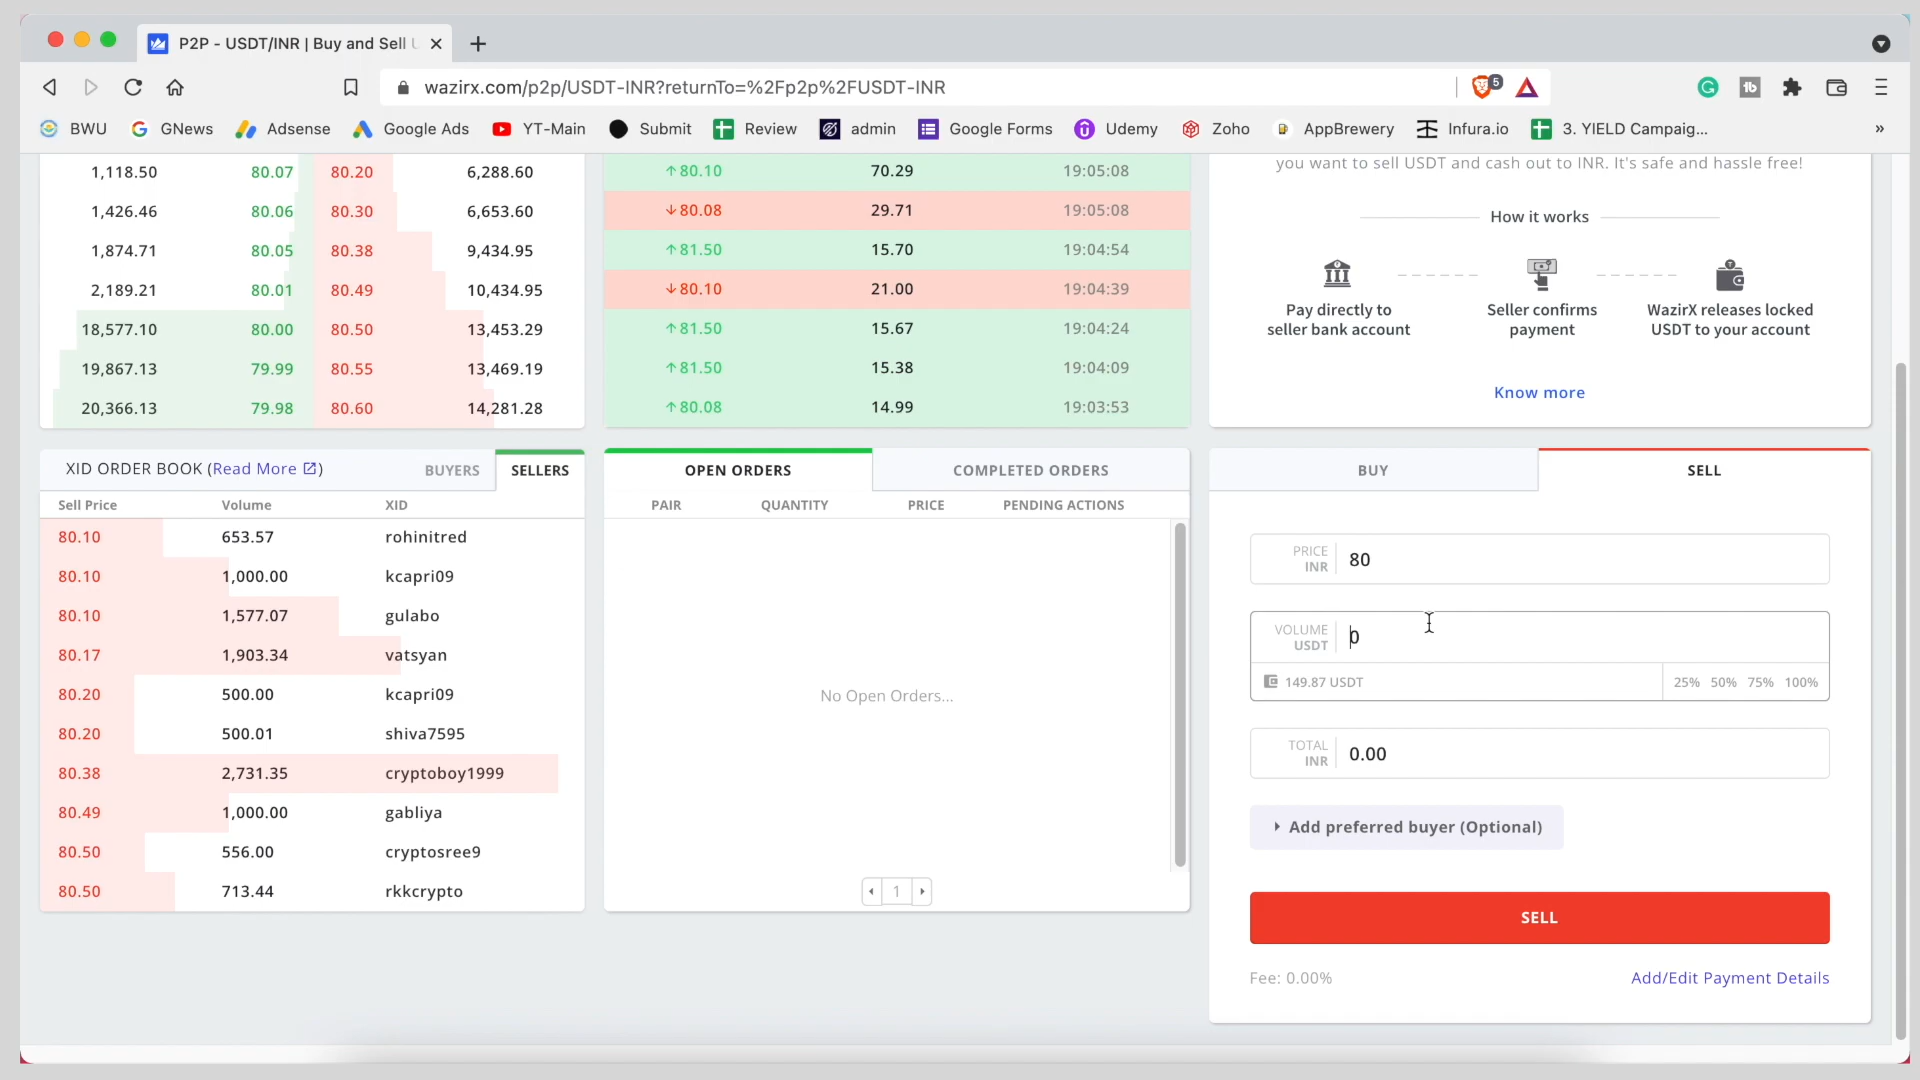 P2P - USDT/INR | Buy and Sell U
wazirx.com/p2p/USDT-INR?returnTo=%2Fp2p%2FUSDT-INR
5
BWU GNews Adsense Google Ads YT-Main Submit Review admin Google Forms Udemy Zoho AppBrewery Infura.io 3. YIELD Campaig... »
1,118.50 80.07 80.20 6,288.60
1,426.46 80.06 80.30 6,653.60
1,874.71 80.05 80.38 9,434.95
2,189.21 80.01 80.49 10,434.95
18,577.10 80.00 80.50 13,453.29
19,867.13 79.99 80.55 13,469.19
20,366.13 79.98 80.60 14,281.28
↑80.10 70.29 19:05:08
↓80.08 29.71 19:05:08
↑81.50 15.70 19:04:54
↓80.10 21.00 19:04:39
↑81.50 15.67 19:04:24
↑81.50 15.38 19:04:09
↑80.08 14.99 19:03:53
you want to sell USDT and cash out to INR. It's safe and hassle free!
How it works
Pay directly to
seller bank account
Seller confirms
payment
WazirX releases locked
USDT to your account
Know more
XID ORDER BOOK (Read More) BUYERS SELLERS
Sell Price Volume XID
80.10 653.57 rohinitred
80.10 1,000.00 kcapri09
80.10 1,577.07 gulabo
80.17 1,903.34 vatsyan
80.20 500.00 kcapri09
80.20 500.01 shiva7595
80.38 2,731.35 cryptoboy1999
80.49 1,000.00 gabliya
80.50 556.00 cryptosree9
80.50 713.44 rkkcrypto
OPEN ORDERS COMPLETED ORDERS
PAIR QUANTITY PRICE PENDING ACTIONS
No Open Orders...
1
BUY SELL
PRICE
INR
80
VOLUME
USDT
0
149.87 USDT 25% 50% 75% 100%
TOTAL
INR
0.00
Add preferred buyer (Optional)
SELL
Fee: 0.00% Add/Edit Payment Details